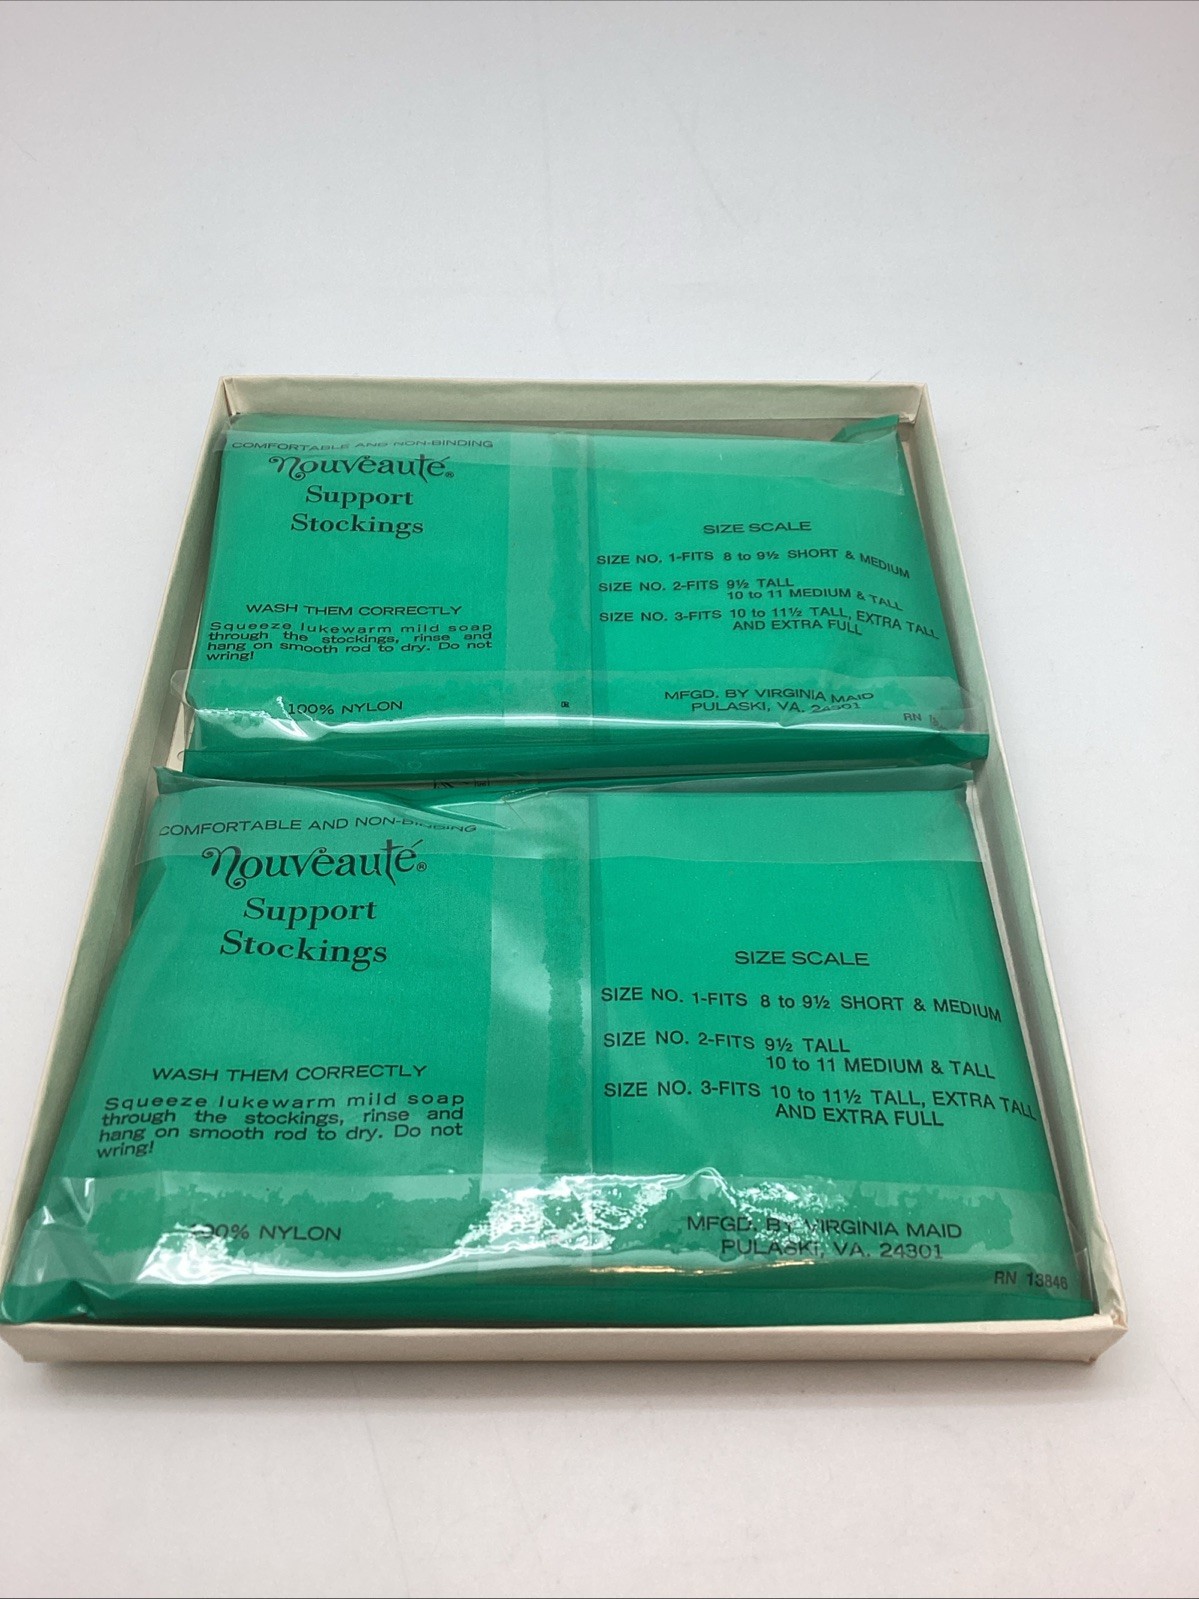 COMFORTABLE AND NON-BINDING
Nouveauté®
Support
Stockings
WASH THEM CORRECTLY
Squeeze lukewarm mild soap
through the stockings, rinse and
hang on smooth rod to dry. Do not
wring!
100% NYLON
SIZE SCALE
SIZE NO. 1-FITS 8 to 9½ SHORT & MEDIUM
SIZE NO. 2-FITS 9½ TALL
10 to 11 MEDIUM & TALL
SIZE NO. 3-FITS 10 to 11½ TALL, EXTRA TALL
AND EXTRA FULL
MFGD. BY VIRGINIA MAID
PULASKI, VA. 24301
RN
COMFORTABLE AND NON-BINDING
Nouveauté®
Support
Stockings
WASH THEM CORRECTLY
Squeeze lukewarm mild soap
through the stockings, rinse and
hang on smooth rod to dry. Do not
wring!
100% NYLON
SIZE SCALE
SIZE NO. 1-FITS 8 to 9½ SHORT & MEDIUM
SIZE NO. 2-FITS 9½ TALL
10 to 11 MEDIUM & TALL
SIZE NO. 3-FITS 10 to 11½ TALL, EXTRA TALL
AND EXTRA FULL
MFGD. BY VIRGINIA MAID
PULASKI, VA. 24301
RN 13846